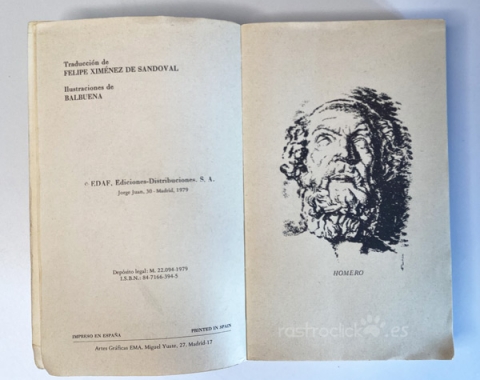 Traducción de
FELIPE XIMÉNEZ DE SANDOVAL
Ilustraciones de
BALBUENA
© EDAF, Ediciones-Distribuciones, S. A.
Jorge Juan, 30 - Madrid, 1979
Depósito legal: M. 22.094-1979
I.S.B.N.: 84-7166-394-5
IMPRESO EN ESPAÑA
PRINTED IN SPAIN
Artes Gráficas EMA, Miguel Yuste, 27. Madrid-17
HOMERO
rastroclick.es